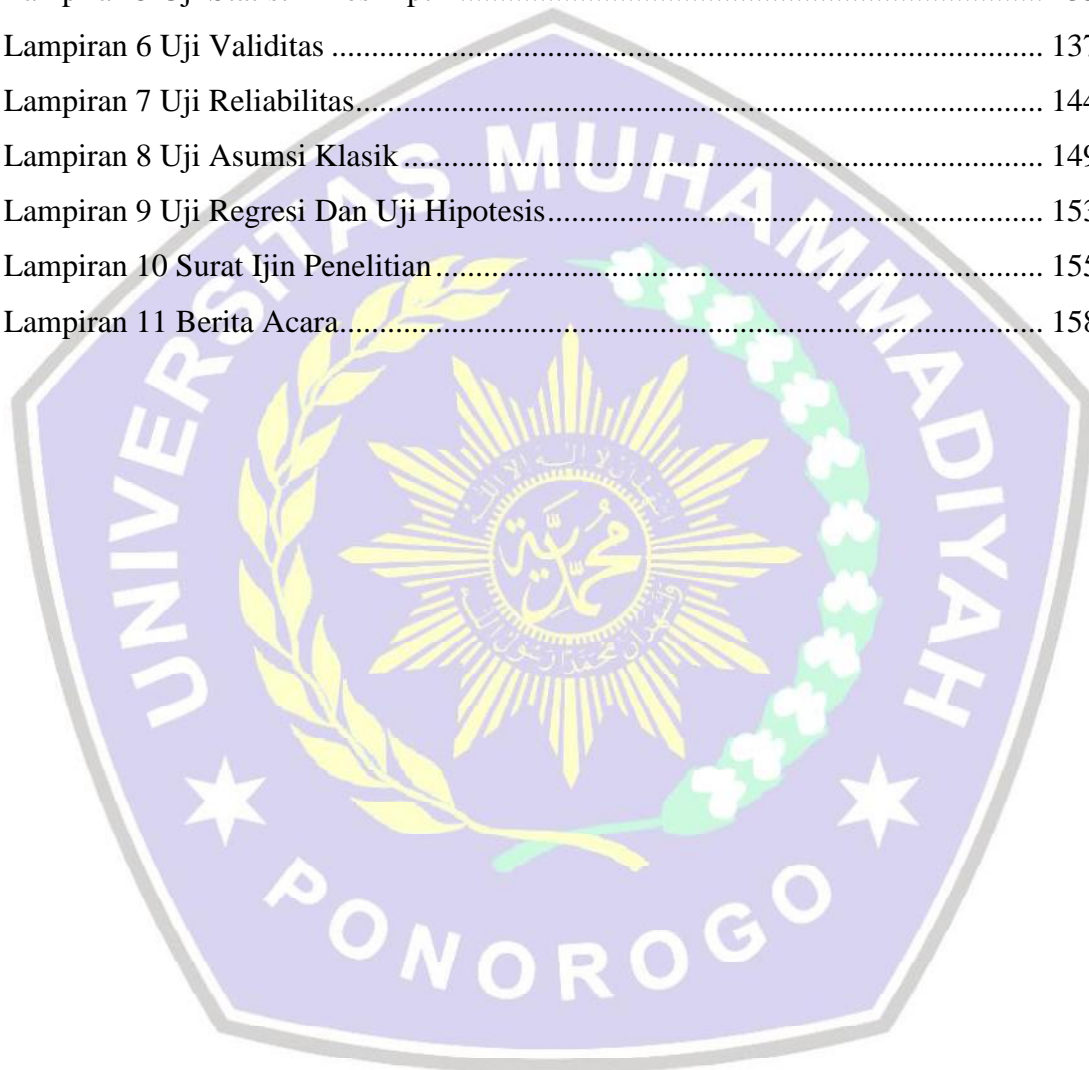 Lampiran 6 Uji Validitas ........................................................................................ 137
Lampiran 7 Uji Reliabilitas..................................................................................... 144
Lampiran 8 Uji Asumsi Klasik ............................................................................... 149
Lampiran 9 Uji Regresi Dan Uji Hipotesis............................................................. 153
Lampiran 10 Surat Ijin Penelitian ........................................................................... 155
Lampiran 11 Berita Acara....................................................................................... 158
UNIVERSITAS MUHAMMADIYAH
PONOROGO